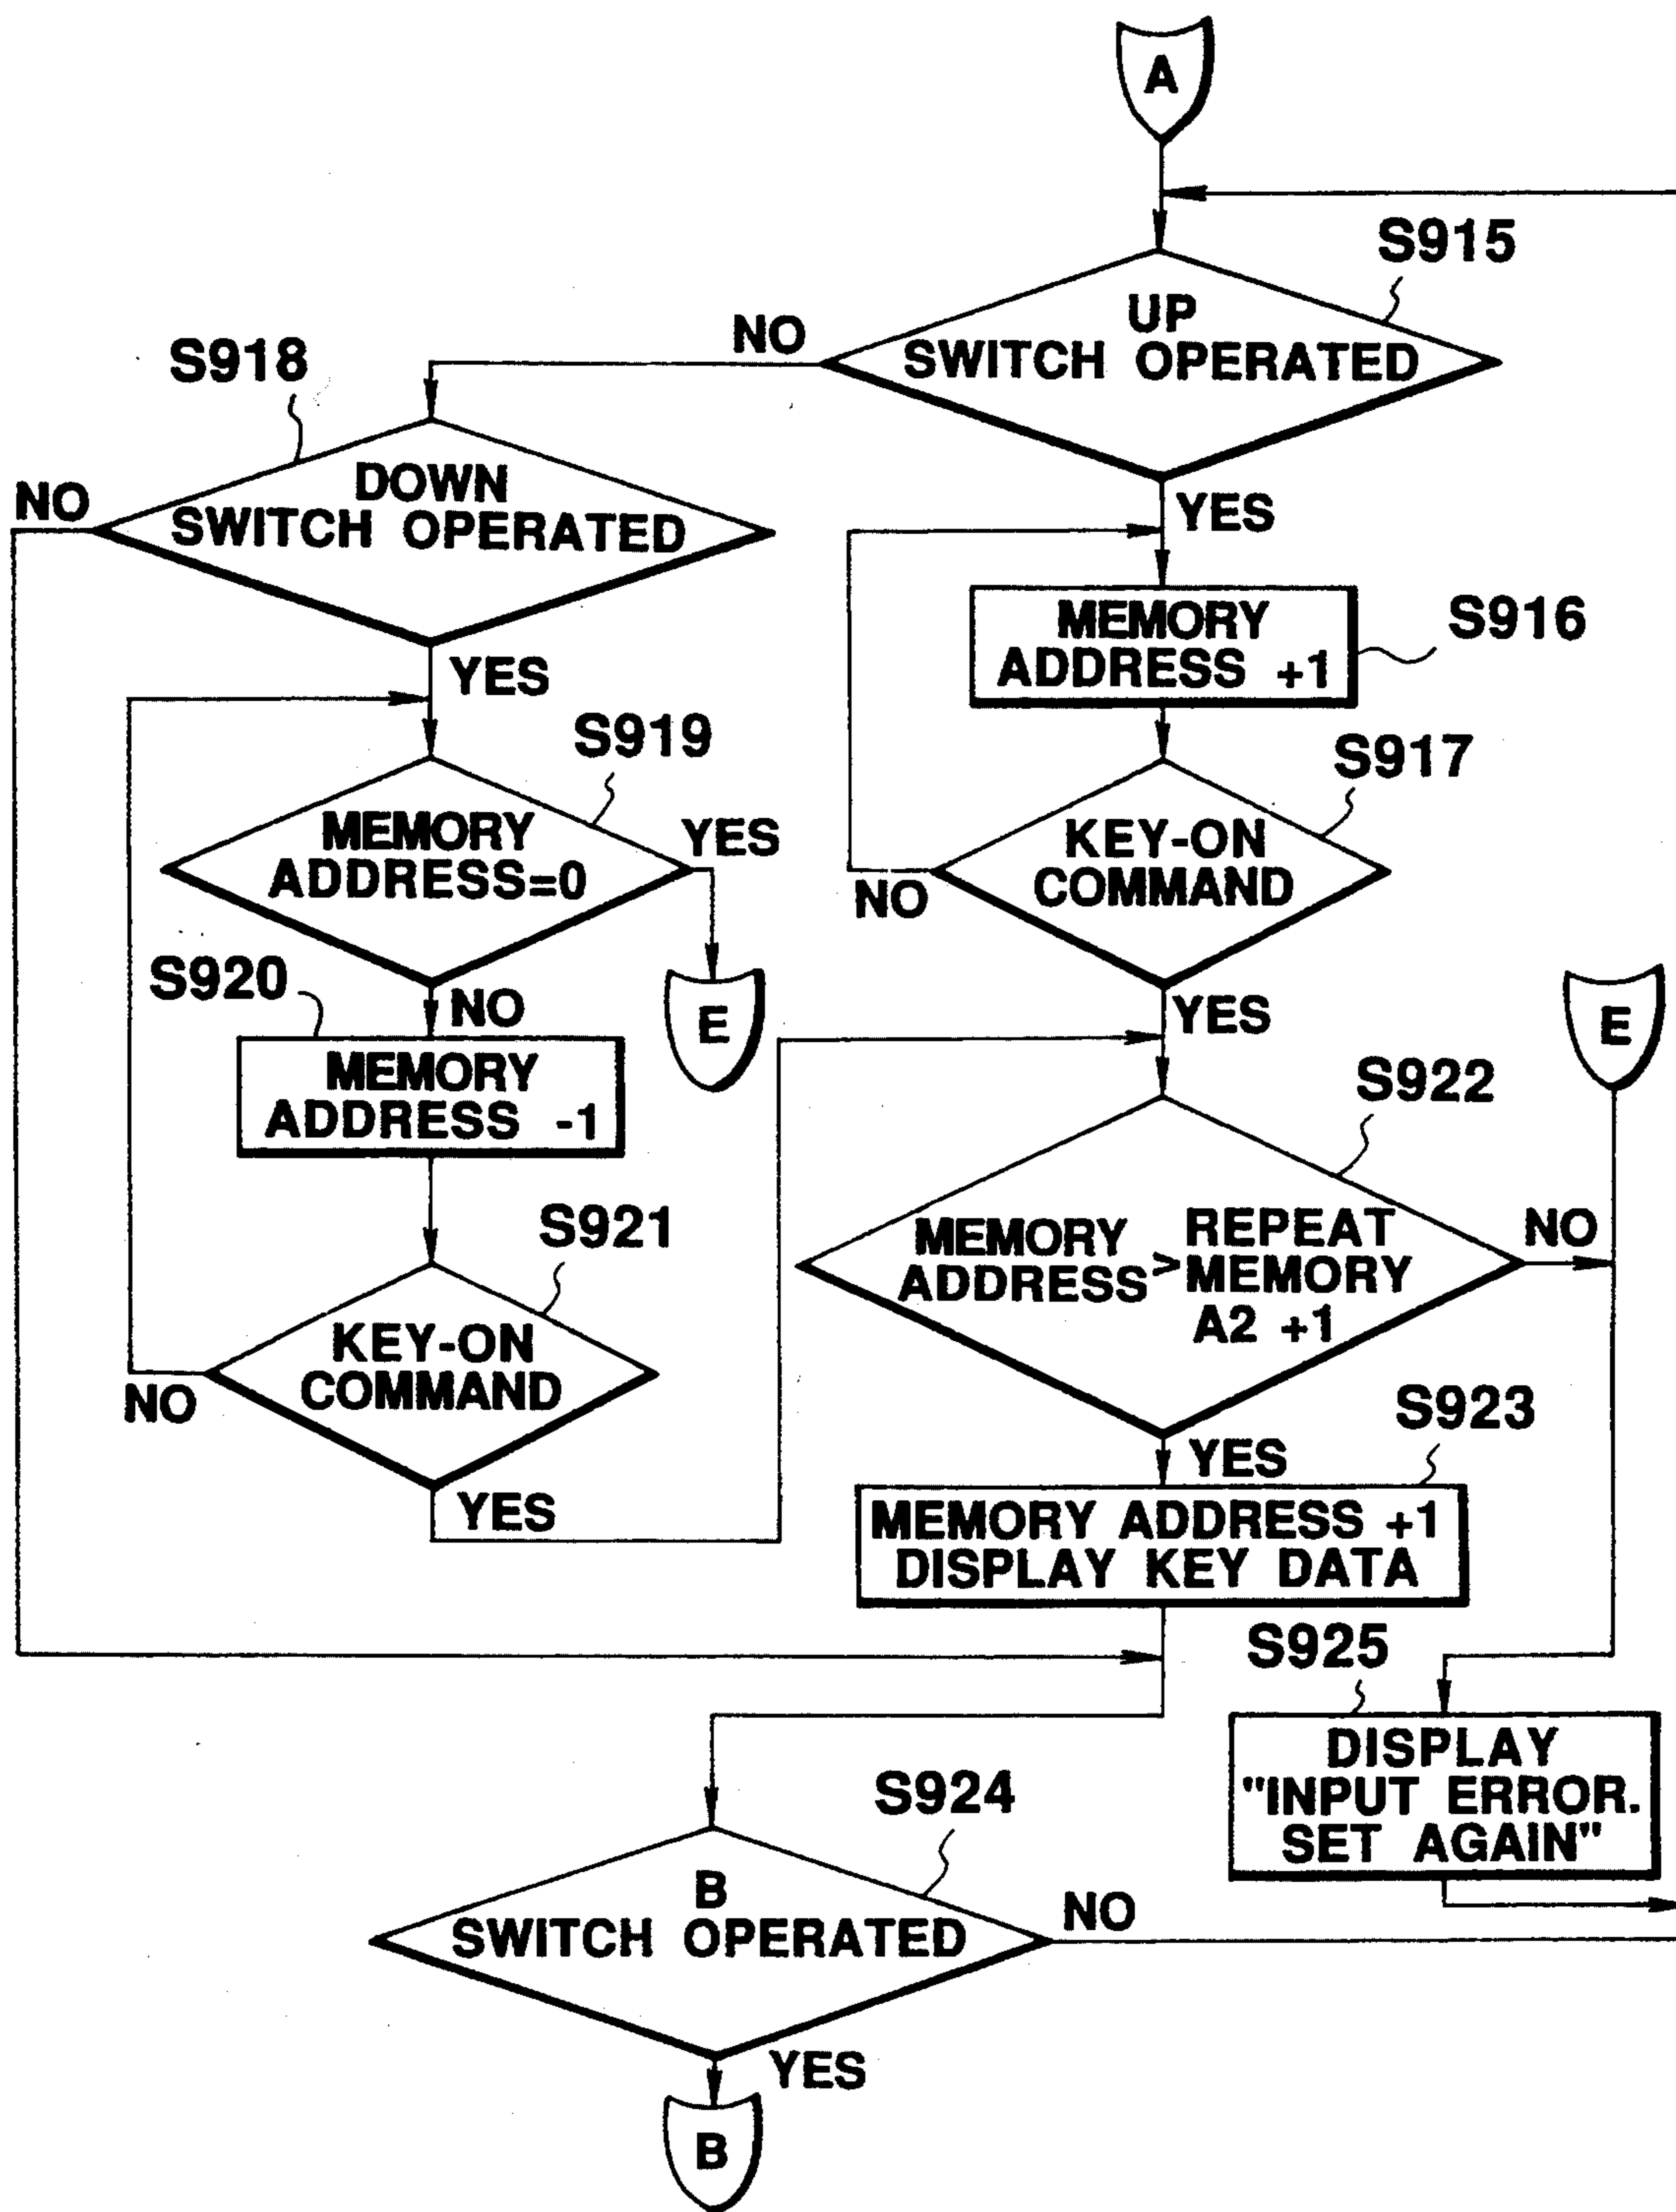 A
S915
UP
SWITCH OPERATED
NO
YES
S918
DOWN
SWITCH OPERATED
NO
YES
MEMORY
ADDRESS +1
S916
S919
MEMORY
ADDRESS=0
YES
NO
S917
KEY-ON
COMMAND
NO
YES
S920
MEMORY
ADDRESS -1
E
E
S921
KEY-ON
COMMAND
NO
YES
S922
MEMORY
ADDRESS
>
REPEAT
MEMORY
A2 +1
NO
YES
S923
MEMORY ADDRESS +1
DISPLAY KEY DATA
S925
DISPLAY
"INPUT ERROR.
SET AGAIN"
S924
B
SWITCH OPERATED
NO
YES
B